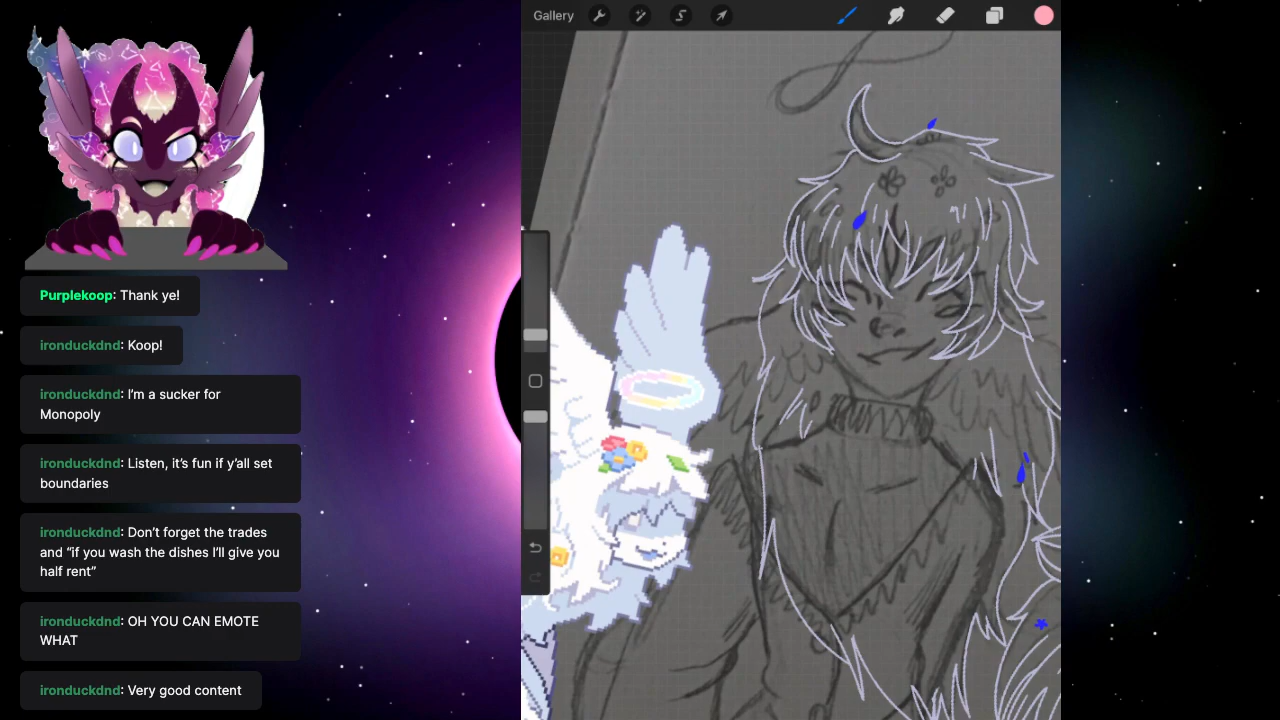 Gallery
Purplekoop: Thank ye!
ironduckdnd: Koop!
ironduckdnd: I'm a sucker for
Monopoly
ironduckdnd: Listen, it's fun if y'all set
boundaries
ironduckdnd: Don't forget the trades
and “if you wash the dishes I'll give you
half rent”
ironduckdnd: OH YOU CAN EMOTE
WHAT
ironduckdnd: Very good content